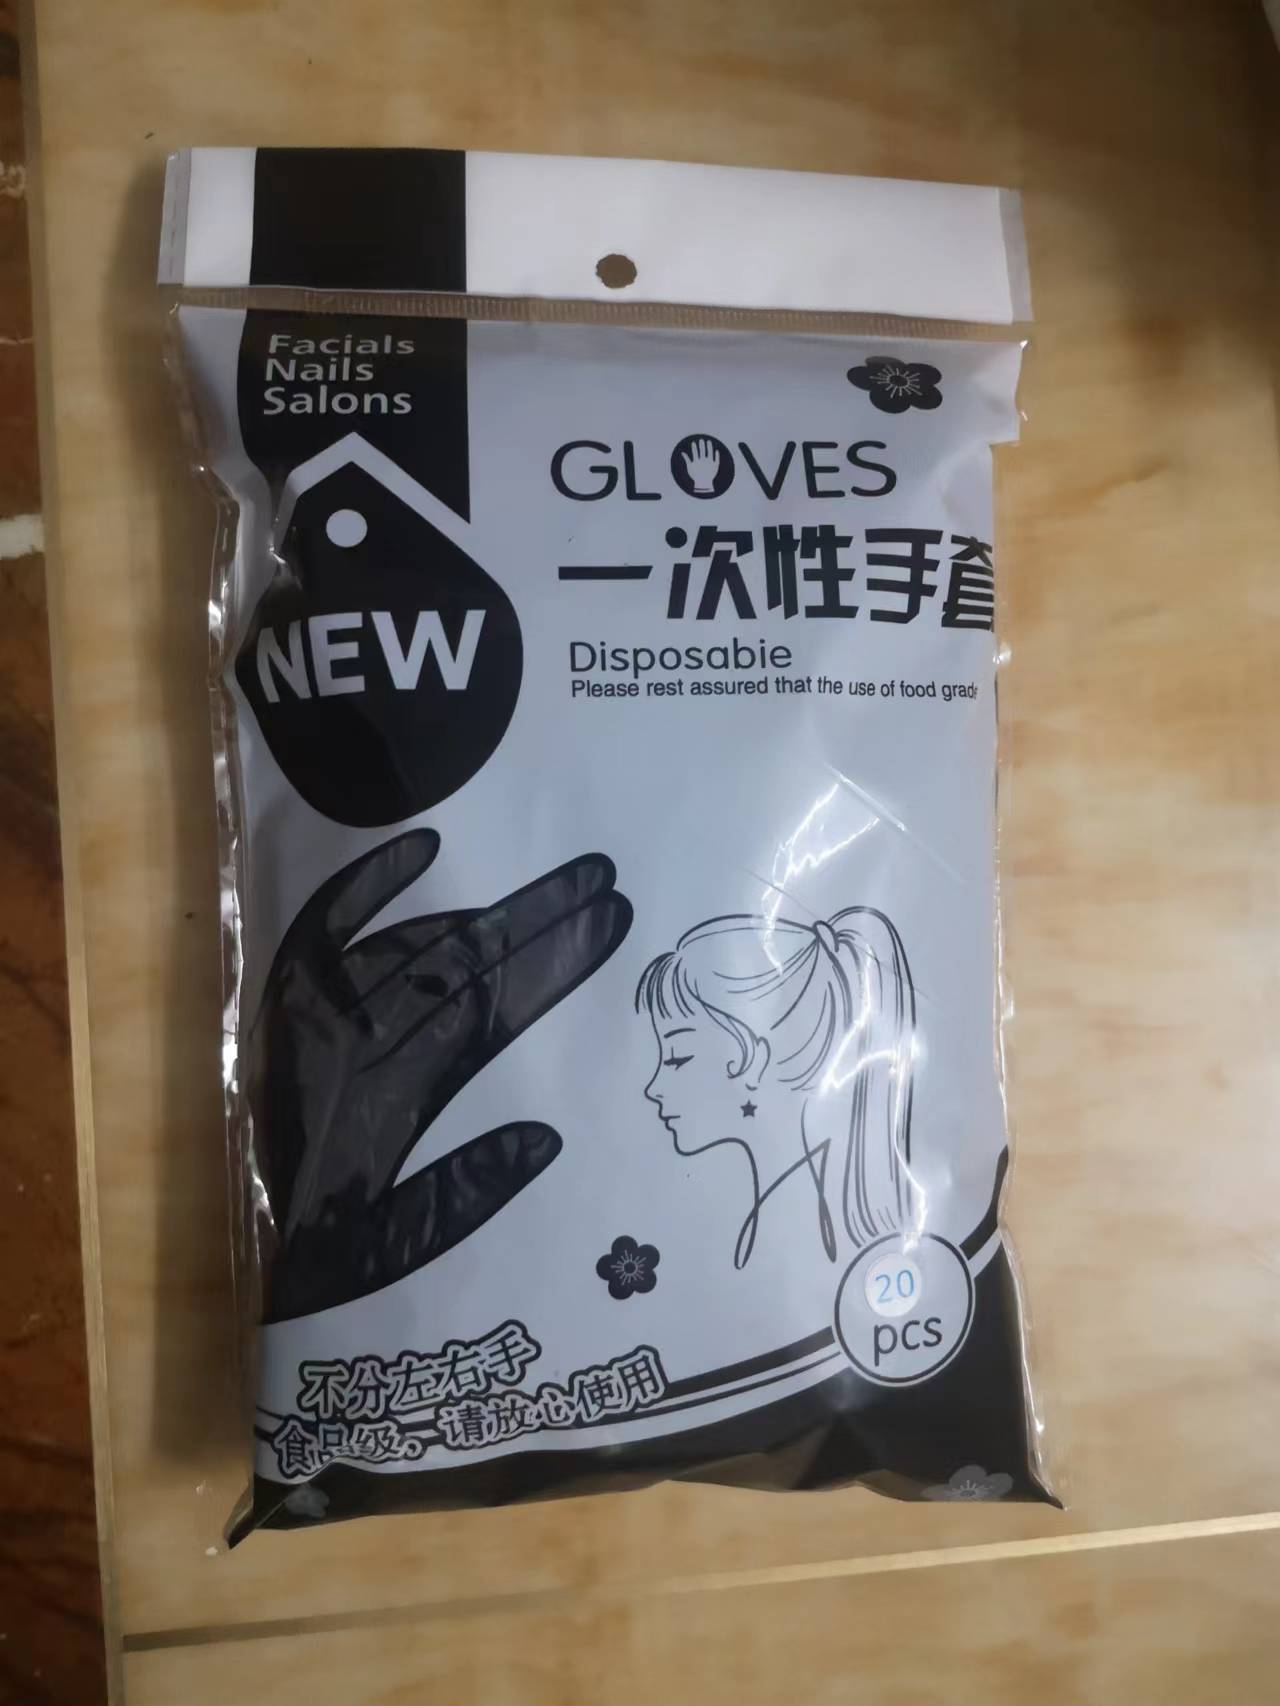 Facials
Nails
Salons
NEW
GLOVES
一次性手套
Disposabie
Please rest assured that the use of food grade
20
pcs
不分左右手
食品级、请放心使用